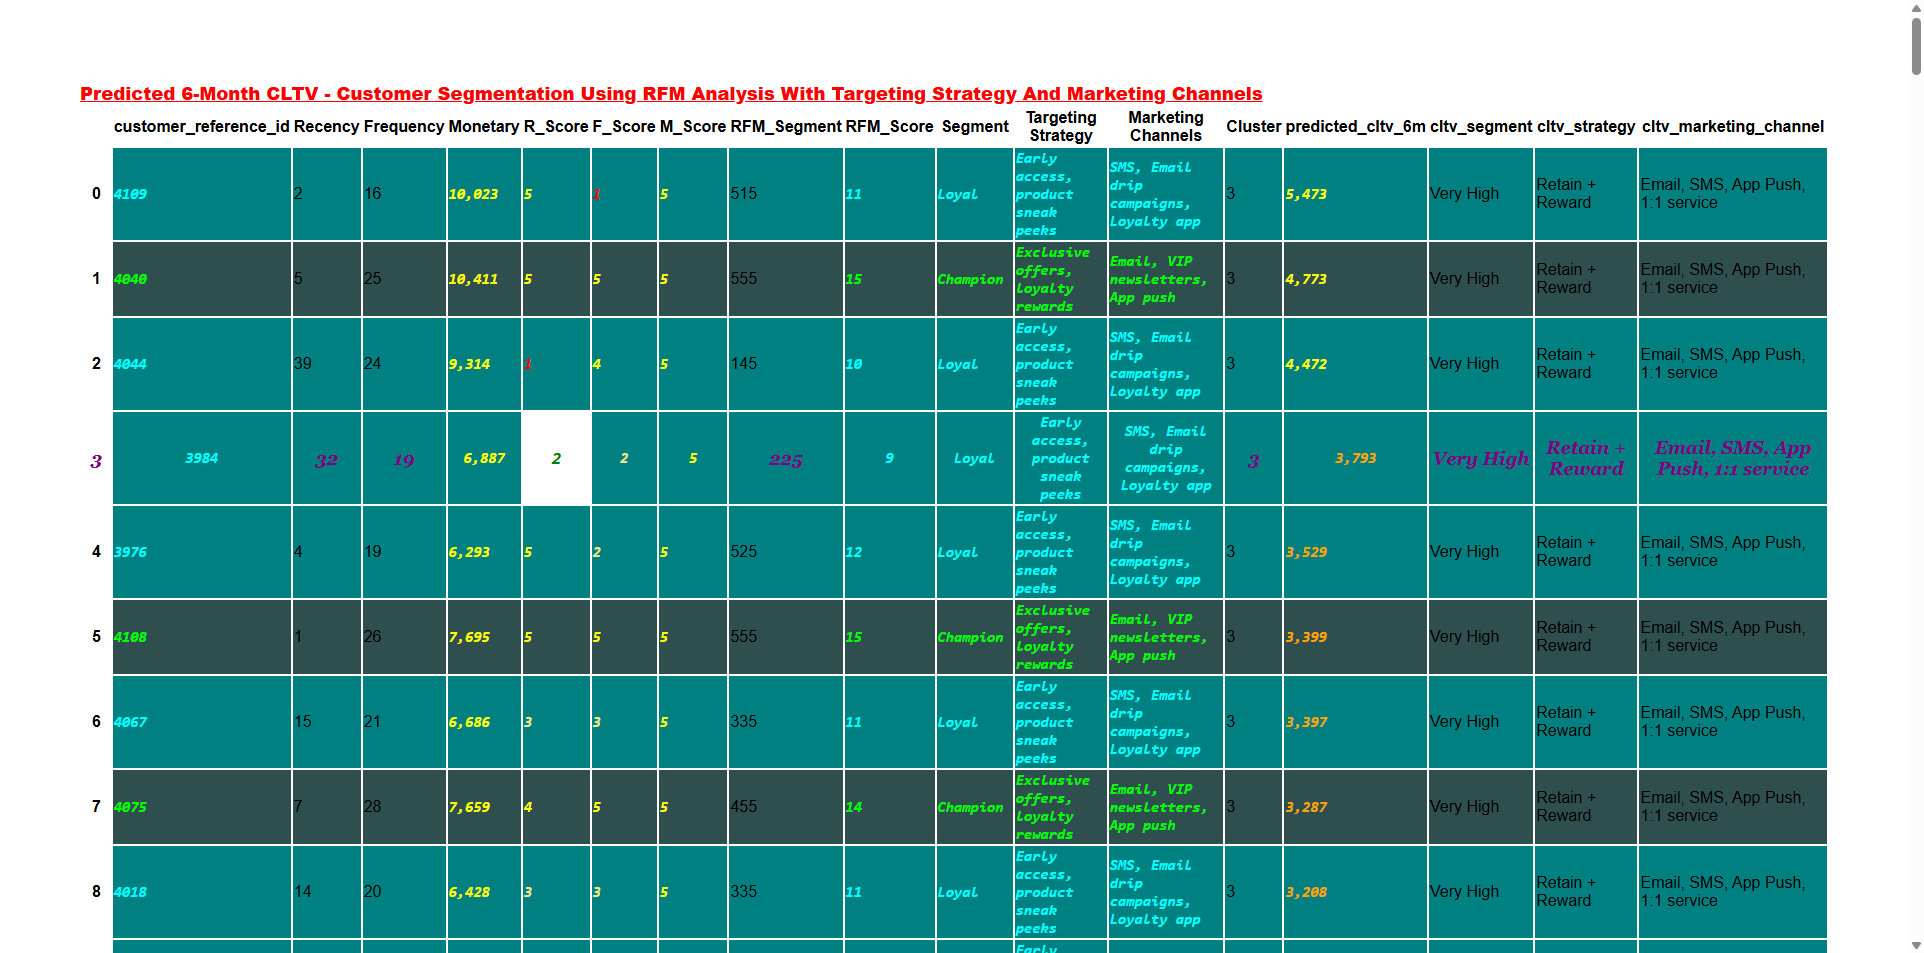 Predicted 6-Month CLTV - Customer Segmentation Using RFM Analysis With Targeting Strategy And Marketing Channels
customer_reference_id Recency Frequency Monetary R_Score F_Score M_Score RFM_Segment RFM_Score Segment Targeting Strategy Marketing Channels Cluster predicted_cltv_6m cltv_segment cltv_strategy cltv_marketing_channel
0 4109 2 16 10,023 5 1 5 515 11 Loyal Early access, product sneak peeks SMS, Email drip campaigns, Loyalty app 3 5,473 Very High Retain + Reward Email, SMS, App Push, 1:1 service
1 4040 5 25 10,411 5 5 5 555 15 Champion Exclusive offers, loyalty rewards Email, VIP newsletters, App push 3 4,773 Very High Retain + Reward Email, SMS, App Push, 1:1 service
2 4044 39 24 9,314 1 4 5 145 10 Loyal Early access, product sneak peeks SMS, Email drip campaigns, Loyalty app 3 4,472 Very High Retain + Reward Email, SMS, App Push, 1:1 service
3 3984 32 19 6,887 2 2 5 225 9 Loyal Early access, product sneak peeks SMS, Email drip campaigns, Loyalty app 3 3,793 Very High Retain + Reward Email, SMS, App Push, 1:1 service
4 3976 4 19 6,293 5 2 5 525 12 Loyal Early access, product sneak peeks SMS, Email drip campaigns, Loyalty app 3 3,529 Very High Retain + Reward Email, SMS, App Push, 1:1 service
5 4108 1 26 7,695 5 5 5 555 15 Champion Exclusive offers, loyalty rewards Email, VIP newsletters, App push 3 3,399 Very High Retain + Reward Email, SMS, App Push, 1:1 service
6 4067 15 21 6,686 3 3 5 335 11 Loyal Early access, product sneak peeks SMS, Email drip campaigns, Loyalty app 3 3,397 Very High Retain + Reward Email, SMS, App Push, 1:1 service
7 4075 7 28 7,659 4 5 5 455 14 Champion Exclusive offers, loyalty rewards Email, VIP newsletters, App push 3 3,287 Very High Retain + Reward Email, SMS, App Push, 1:1 service
8 4018 14 20 6,428 3 3 5 335 11 Loyal Early access, product sneak peeks SMS, Email drip campaigns, Loyalty app 3 3,208 Very High Retain + Reward Email, SMS, App Push, 1:1 service
Early